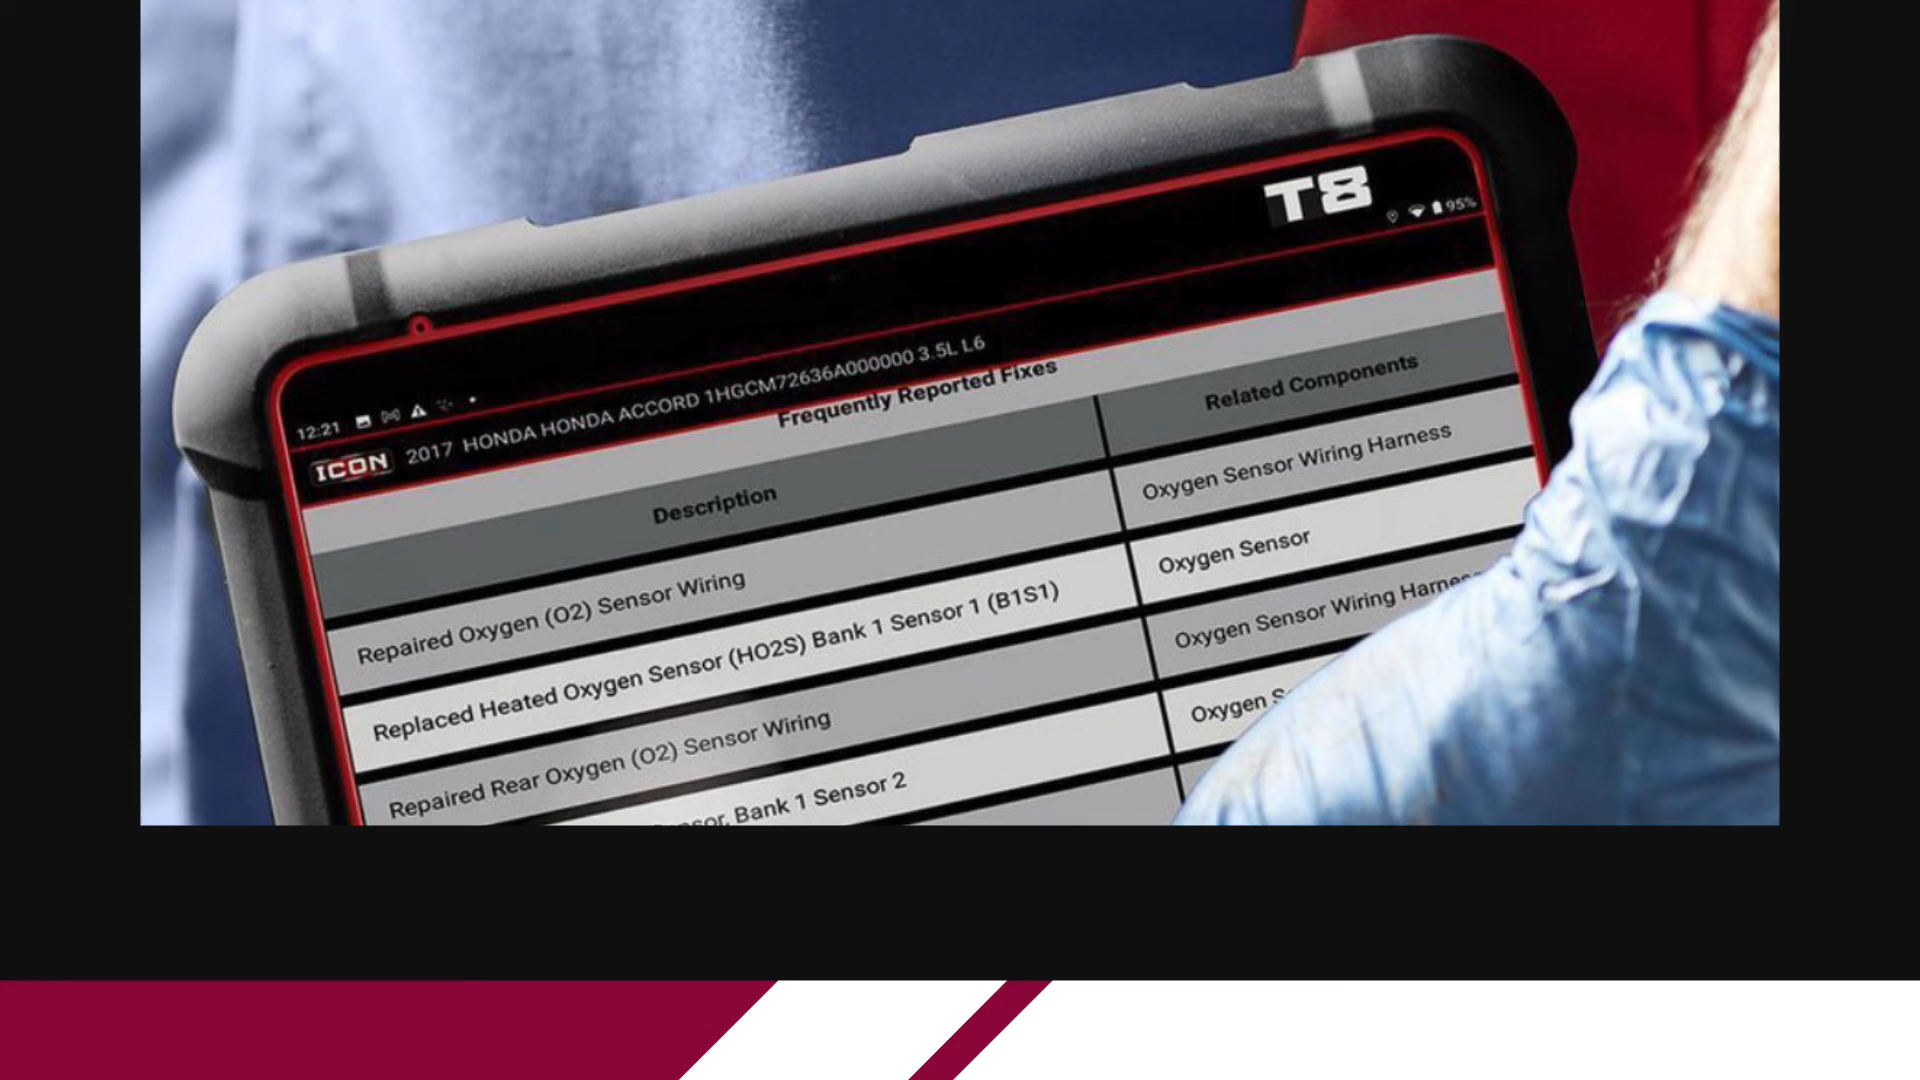 T8
95%
12:21
ICON 2017 HONDA HONDA ACCORD 1HGCM72636A000000 3.5L L6
Frequently Reported Fixes
Description Related Components
Repaired Oxygen (O2) Sensor Wiring Oxygen Sensor Wiring Harness
Replaced Heated Oxygen Sensor (HO2S) Bank 1 Sensor 1 (B1S1) Oxygen Sensor
Repaired Rear Oxygen (O2) Sensor Wiring Oxygen Sensor Wiring
Bank 1 Sensor 2 Oxygen